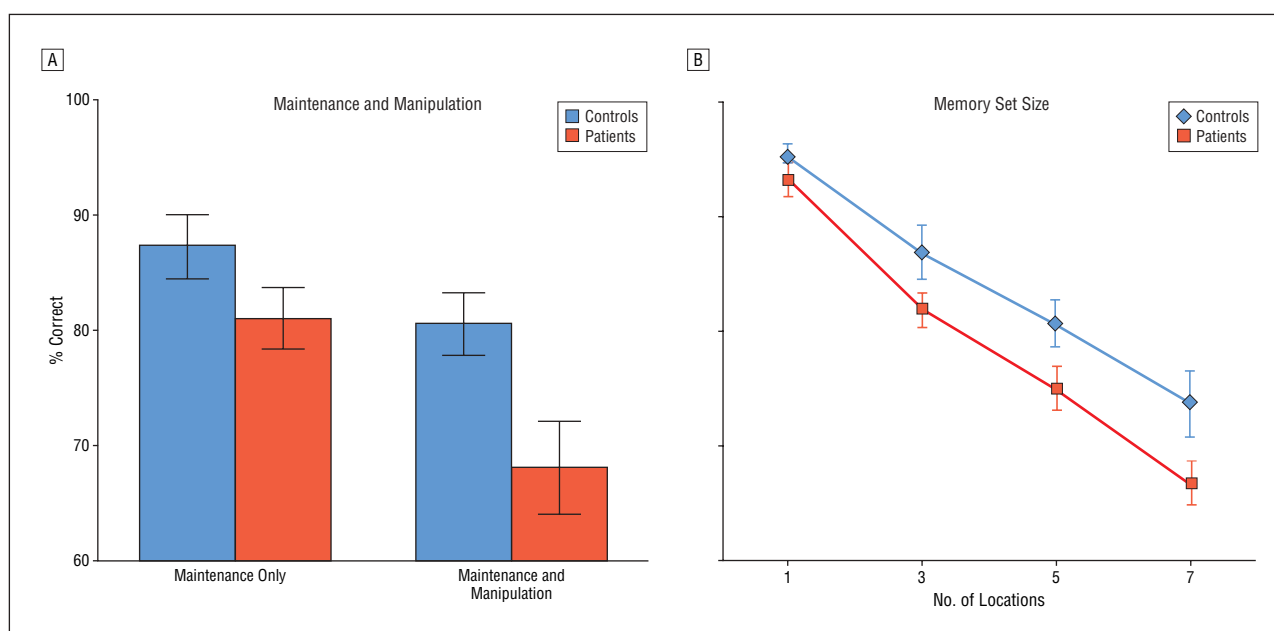 A
Maintenance and Manipulation
Controls
Patients
100
90
80
70
60
% Correct
Maintenance Only
Maintenance and
Manipulation
B
Memory Set Size
Controls
Patients
1 3 5 7
No. of Locations